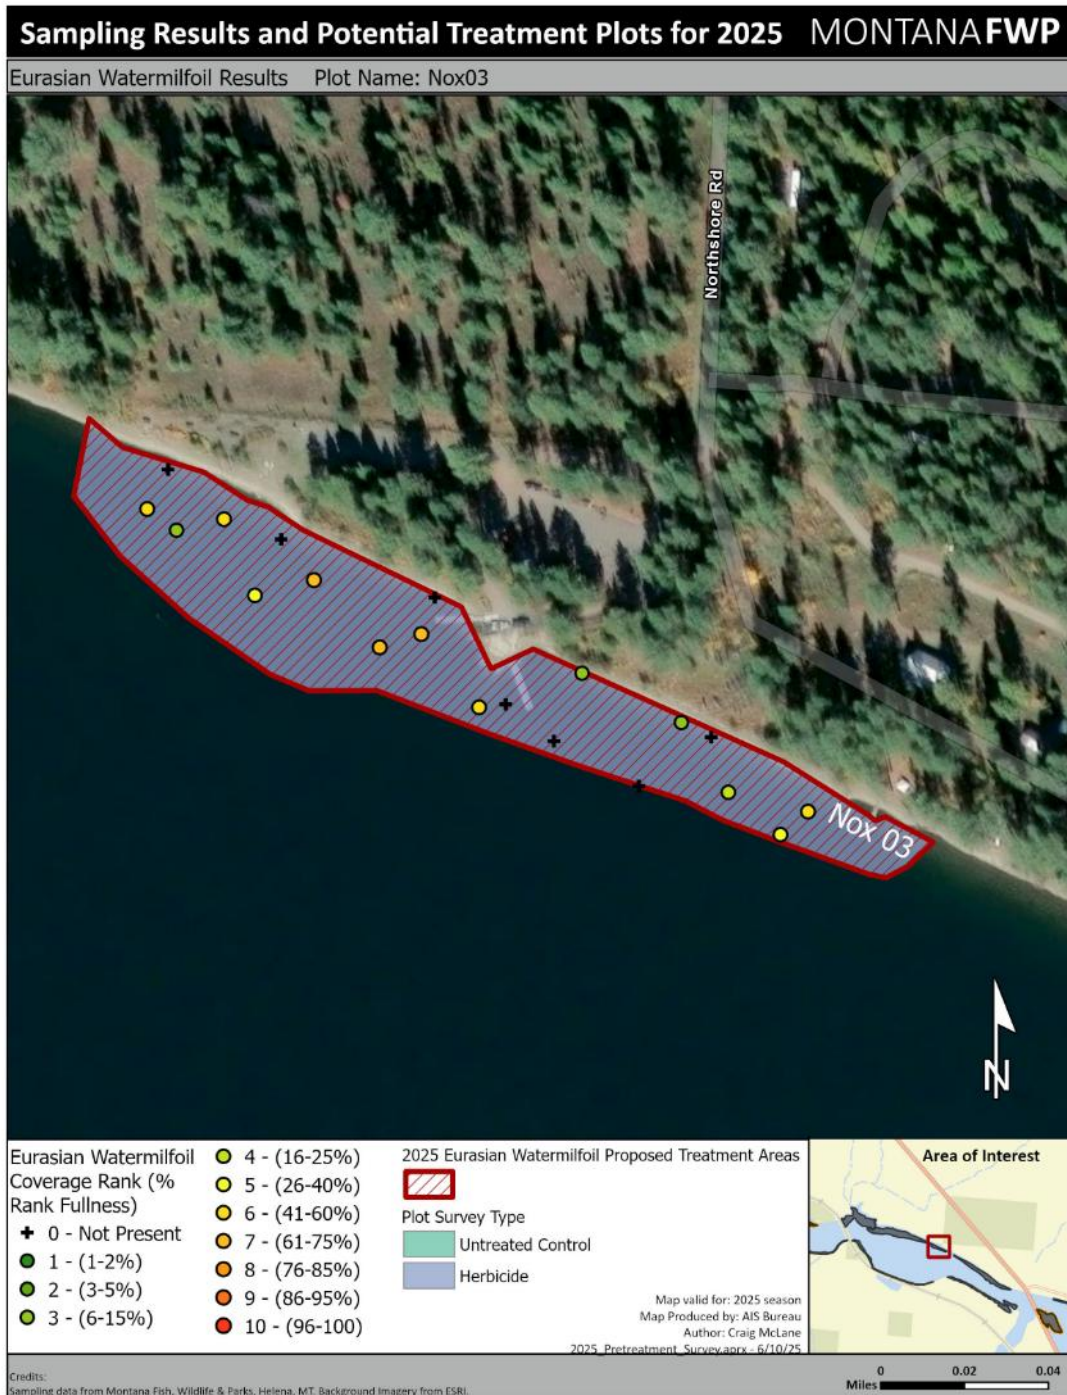 Sampling Results and Potential Treatment Plots for 2025 MONTANA FWP
Eurasian Watermilfoil Results Plot Name: Nox03
Northshore Rd
Nox 03
N
Eurasian Watermilfoil
Coverage Rank (%
Rank Fullness)
0 - Not Present
1 - (1-2%)
2 - (3-5%)
3 - (6-15%)
4 - (16-25%)
5 - (26-40%)
6 - (41-60%)
7 - (61-75%)
8 - (76-85%)
9 - (86-95%)
10 - (96-100)
2025 Eurasian Watermilfoil Proposed Treatment Areas
Plot Survey Type
Untreated Control
Herbicide
Map valid for: 2025 season
Map Produced by: AIS Bureau
Author: Craig McLane
2025_Pretreatment_Survey.aprx - 6/10/25
Area of Interest
Credits:
Sampling data from Montana Fish, Wildlife & Parks, Helena, MT. Background Imagery from ESRI.
0 0.02 0.04
Miles